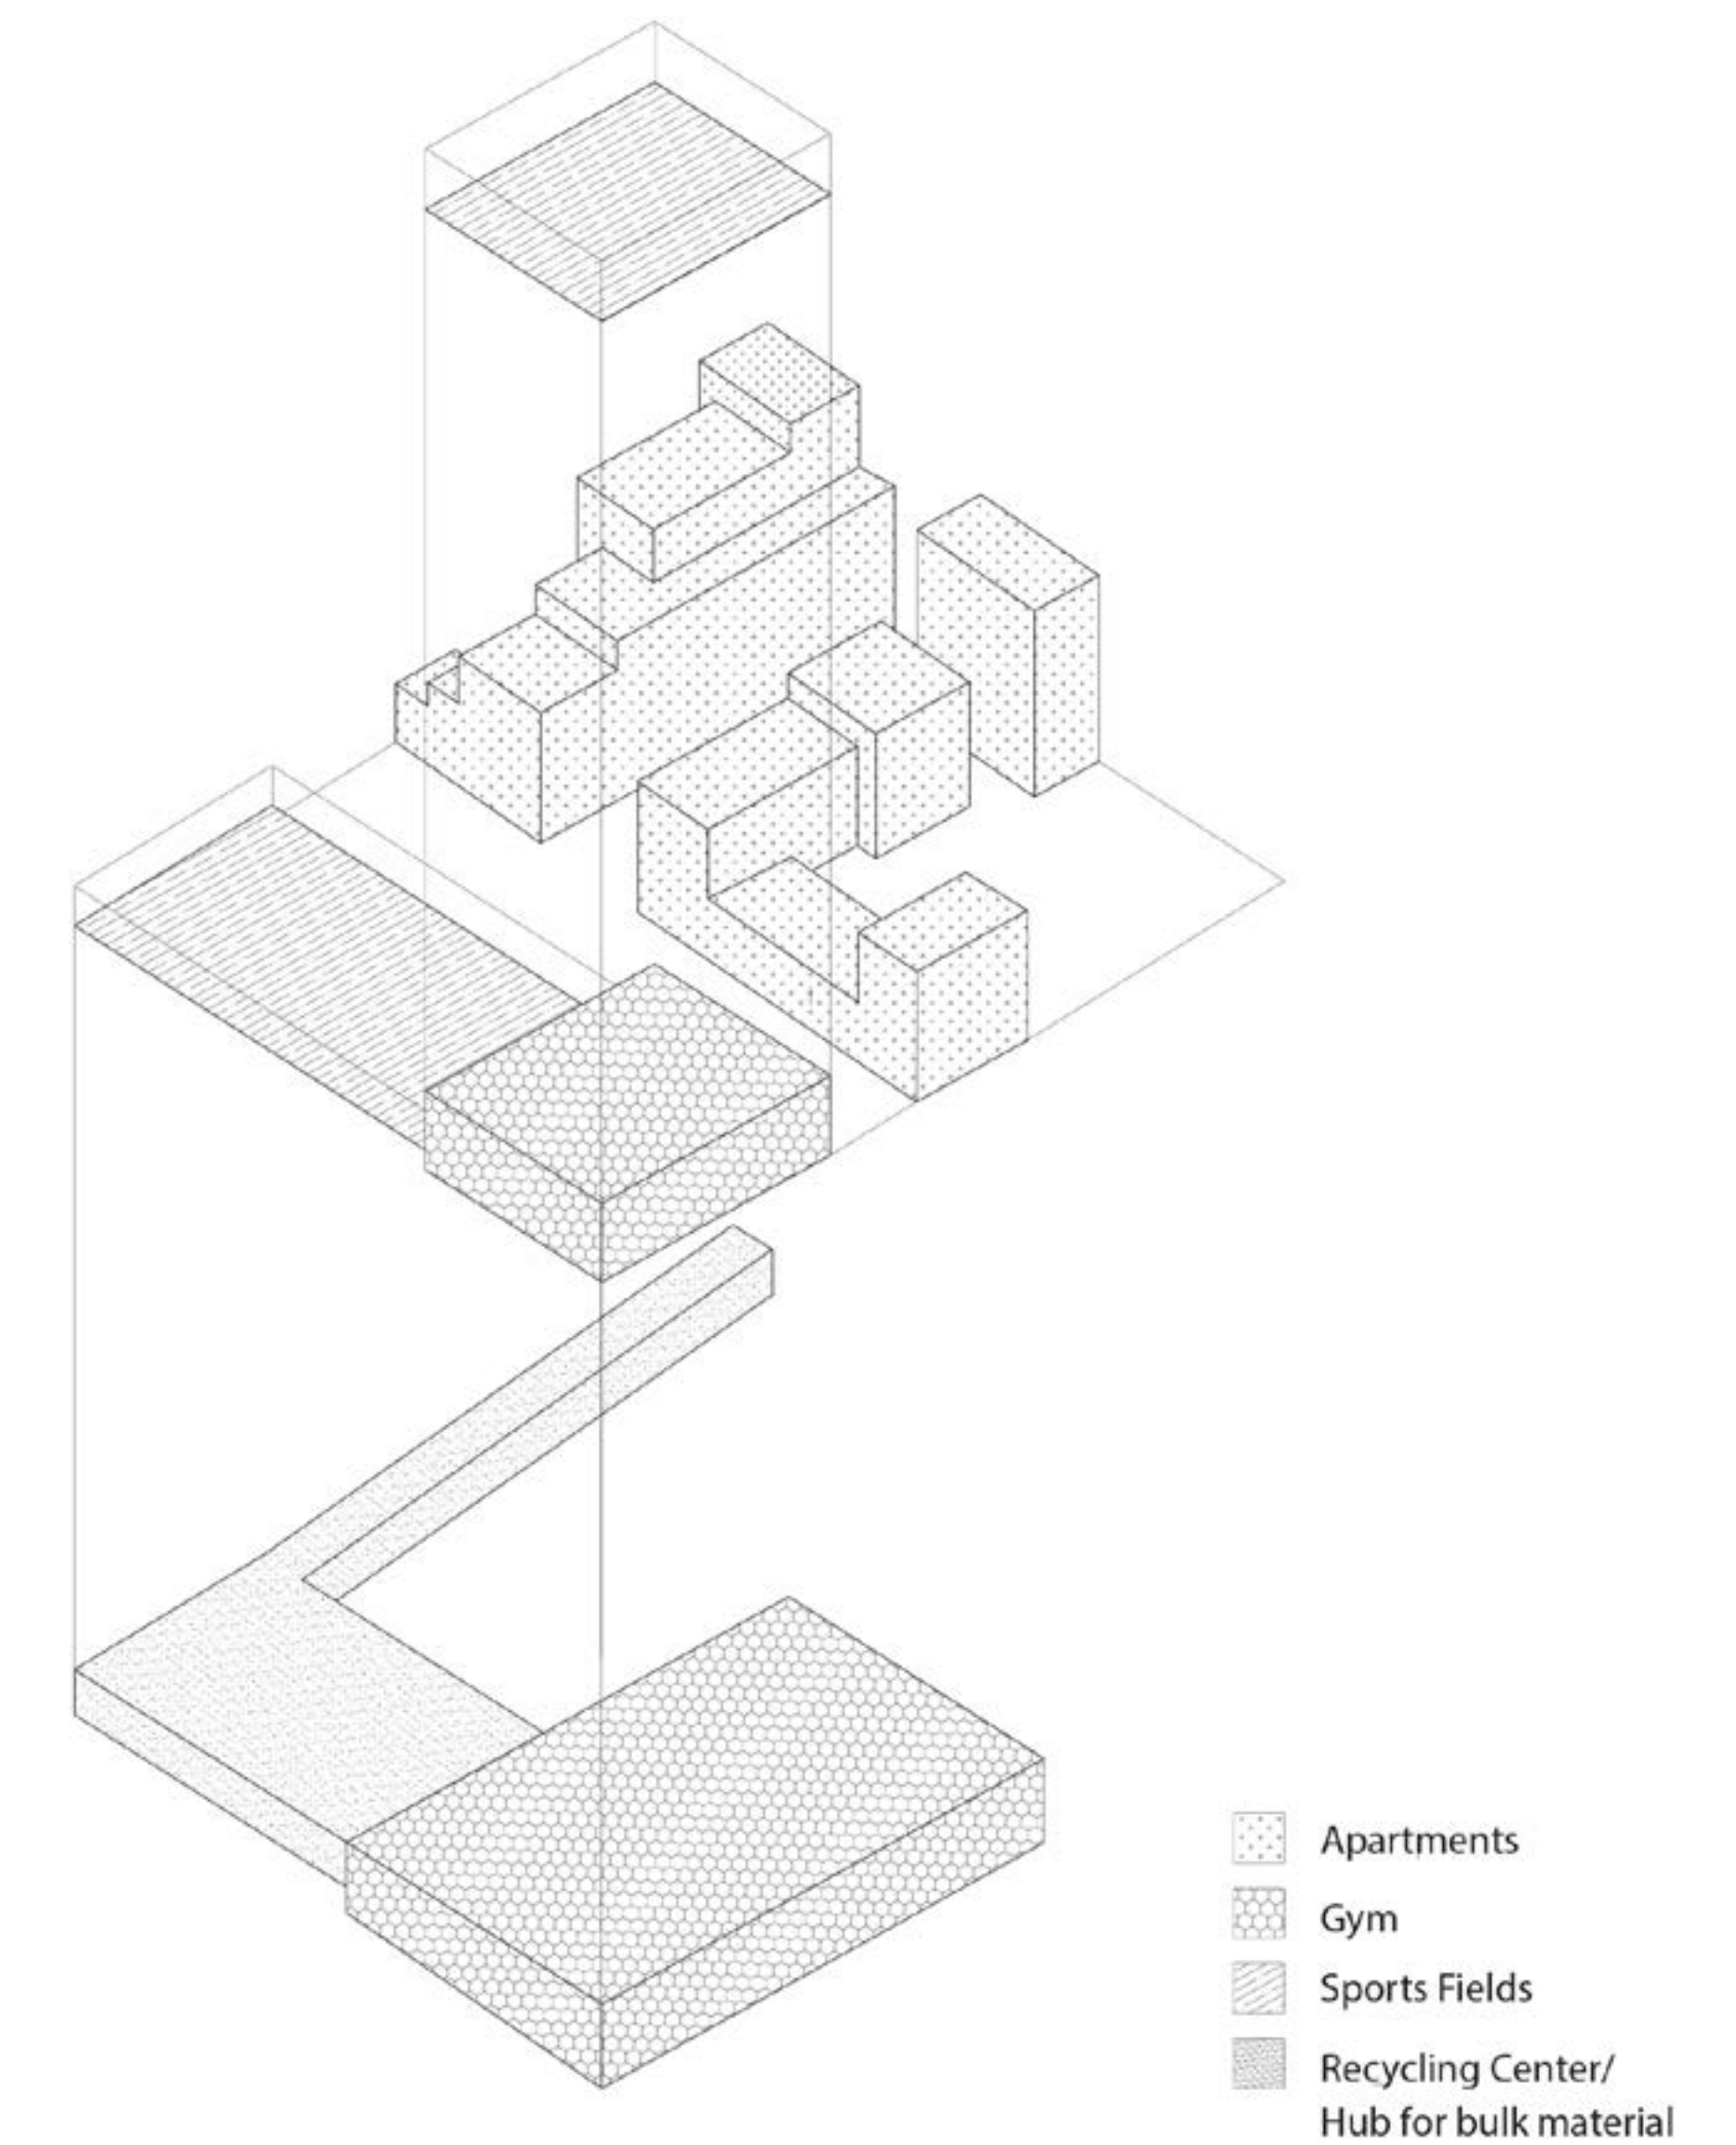 Apartments
Gym
Sports Fields
Recycling Center/
Hub for bulk material